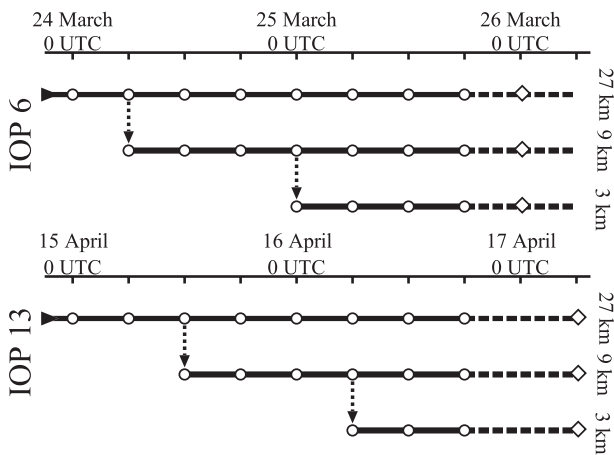 24 March 25 March 26 March
0 UTC 0 UTC 0 UTC
IOP 6
27 km 9 km 3 km
15 April 16 April 17 April
0 UTC 0 UTC 0 UTC
IOP 13
27 km 9 km 3 km